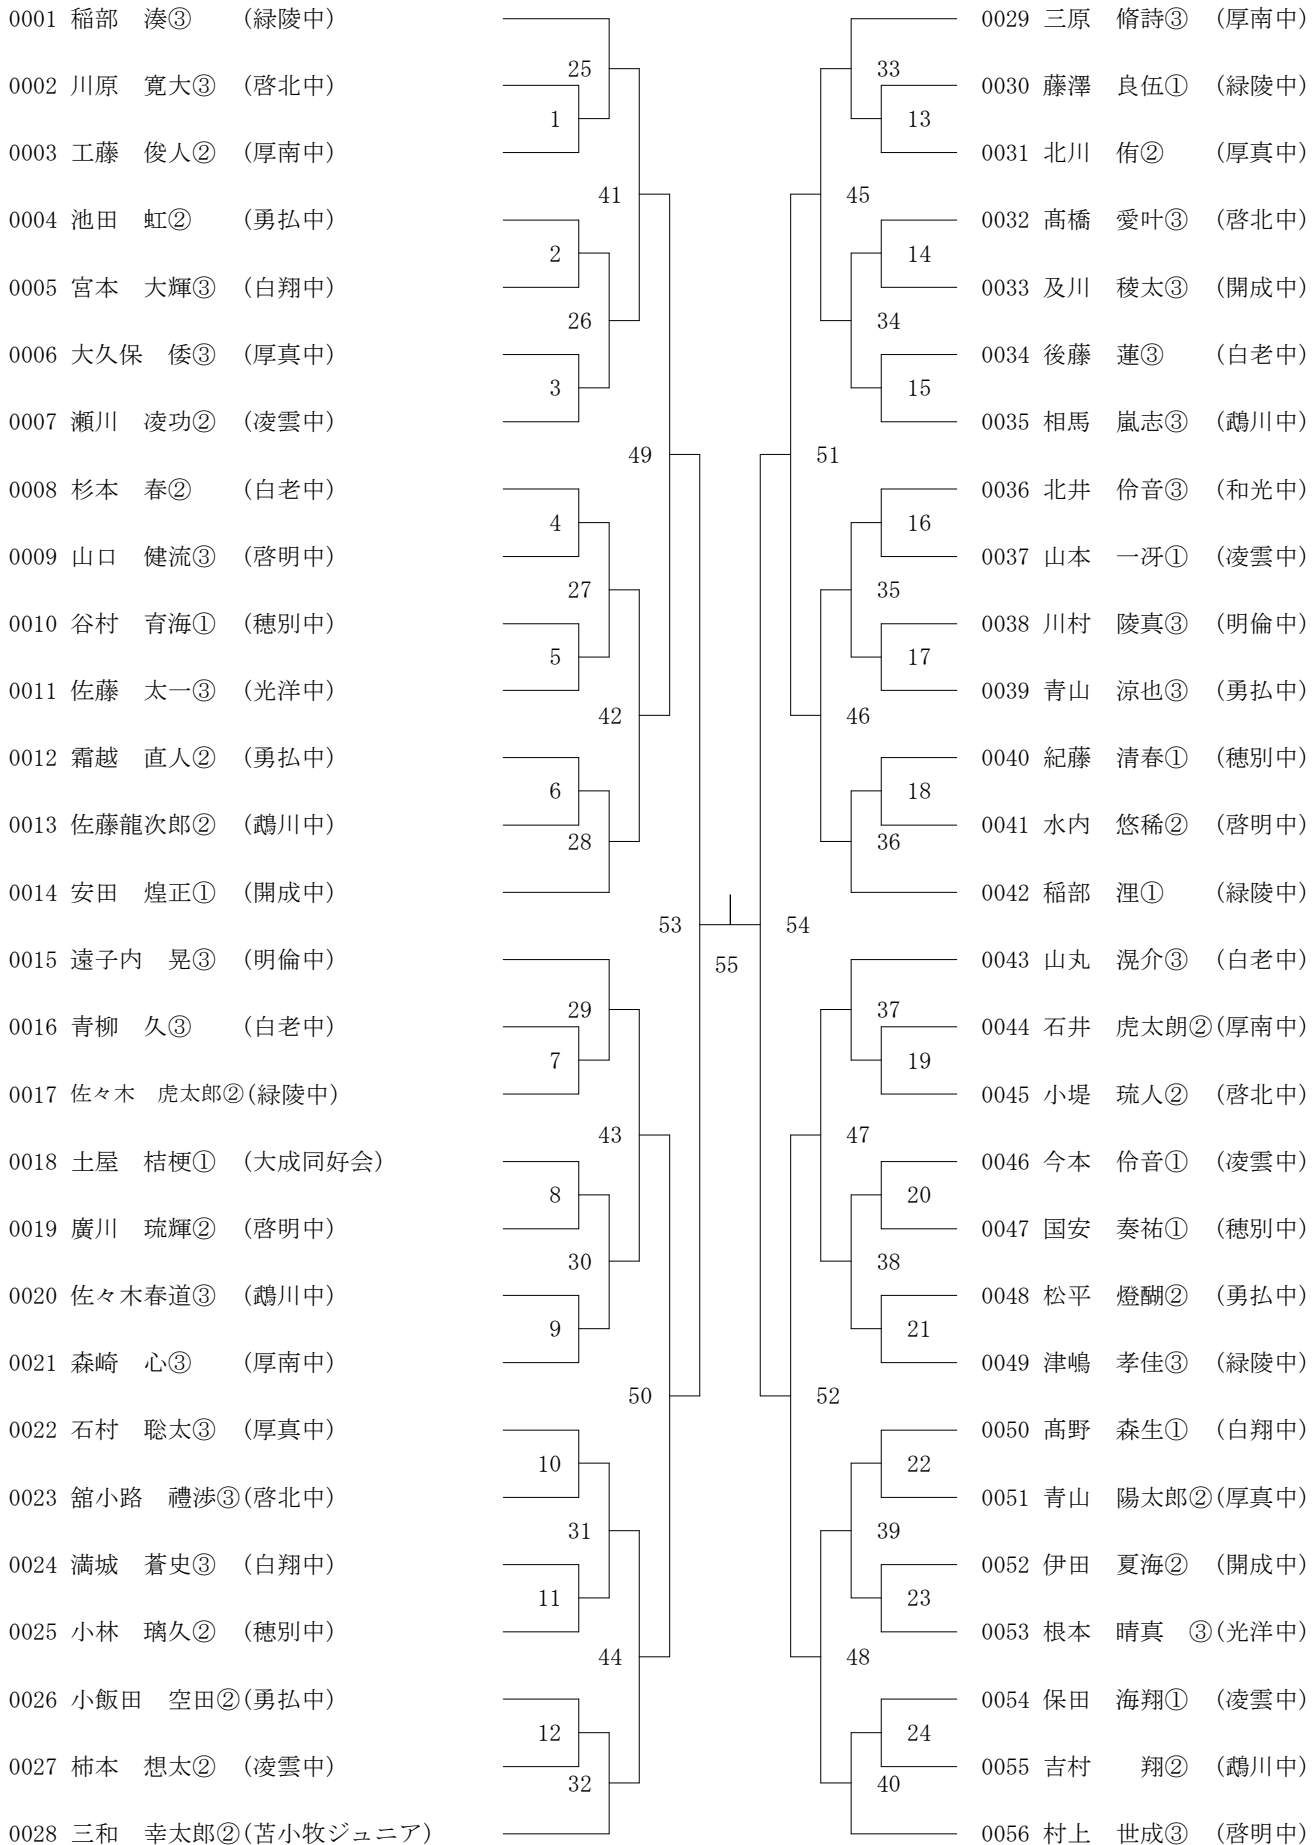 0001 稲部　湊③　　(緑陵中)
25
0002 川原　寛大③　(啓北中)
1
0003 工藤　俊人②　(厚南中)
41
0004 池田　虹②　　(勇払中)
2
0005 宮本　大輝③　(白翔中)
26
0006 大久保　倭③　(厚真中)
3
0007 瀬川　凌功②　(凌雲中)
49
0008 杉本　春②　　(白老中)
4
0009 山口　健流③　(啓明中)
27
0010 谷村　育海①　(穂別中)
5
0011 佐藤　太一③　(光洋中)
42
0012 霜越　直人②　(勇払中)
6
0013 佐藤龍次郎②　(鵡川中)
28
0014 安田　煌正①　(開成中)
53
0015 遠子内　晃③　(明倫中)
29
0016 青柳　久③　　(白老中)
7
0017 佐々木　虎太郎②(緑陵中)
43
0018 土屋　桔梗①　(大成同好会)
8
0019 廣川　琉輝②　(啓明中)
30
0020 佐々木春道③　(鵡川中)
9
0021 森崎　心③　　(厚南中)
50
0022 石村　聡太③　(厚真中)
10
0023 舘小路　禮渉③(啓北中)
31
0024 満城　蒼史③　(白翔中)
11
0025 小林　璃久②　(穂別中)
44
0026 小飯田　空田②(勇払中)
12
0027 柿本　想太②　(凌雲中)
32
0028 三和　幸太郎②(苫小牧ジュニア)
55
0029 三原　脩詩③　(厚南中)
33
0030 藤澤　良伍①　(緑陵中)
13
0031 北川　侑②　　(厚真中)
45
0032 髙橋　愛叶③　(啓北中)
14
0033 及川　稜太③　(開成中)
34
0034 後藤　蓮③　　(白老中)
15
0035 相馬　嵐志③　(鵡川中)
51
0036 北井　伶音③　(和光中)
16
0037 山本　一冴①　(凌雲中)
35
0038 川村　陵真③　(明倫中)
17
0039 青山　涼也③　(勇払中)
46
0040 紀藤　清春①　(穂別中)
18
0041 水内　悠稀②　(啓明中)
36
0042 稲部　浬①　　(緑陵中)
54
0043 山丸　滉介③　(白老中)
37
0044 石井　虎太朗②(厚南中)
19
0045 小堤　琉人②　(啓北中)
47
0046 今本　伶音①　(凌雲中)
20
0047 国安　奏祐①　(穂別中)
38
0048 松平　燈醐②　(勇払中)
21
0049 津嶋　孝佳③　(緑陵中)
52
0050 髙野　森生①　(白翔中)
22
0051 青山　陽太郎②(厚真中)
39
0052 伊田　夏海②　(開成中)
23
0053 根本　晴真　③(光洋中)
48
0054 保田　海翔①　(凌雲中)
24
0055 吉村　　翔②　(鵡川中)
40
0056 村上　世成③　(啓明中)